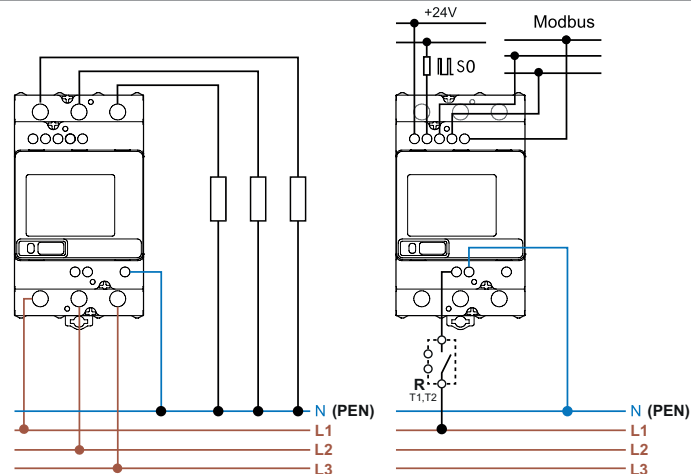 +24V
Modbus
S0
N (PEN)
L1
L2
L3
R
T1,T2
N (PEN)
L1
L2
L3